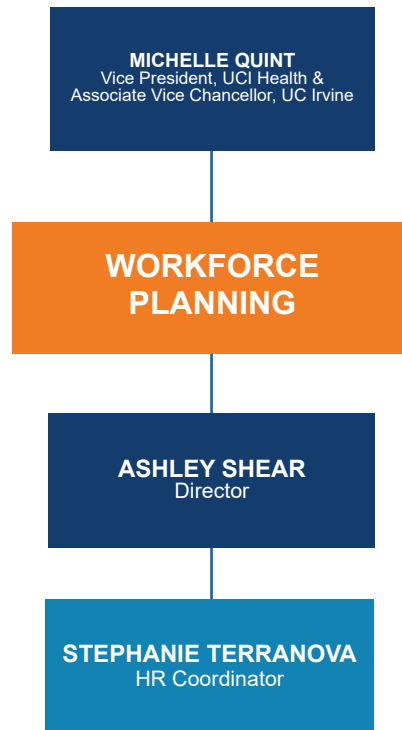 MICHELLE QUINT
Vice President, UCI Health &
Associate Vice Chancellor, UC Irvine
WORKFORCE
PLANNING
ASHLEY SHEAR
Director
STEPHANIE TERRANOVA
HR Coordinator